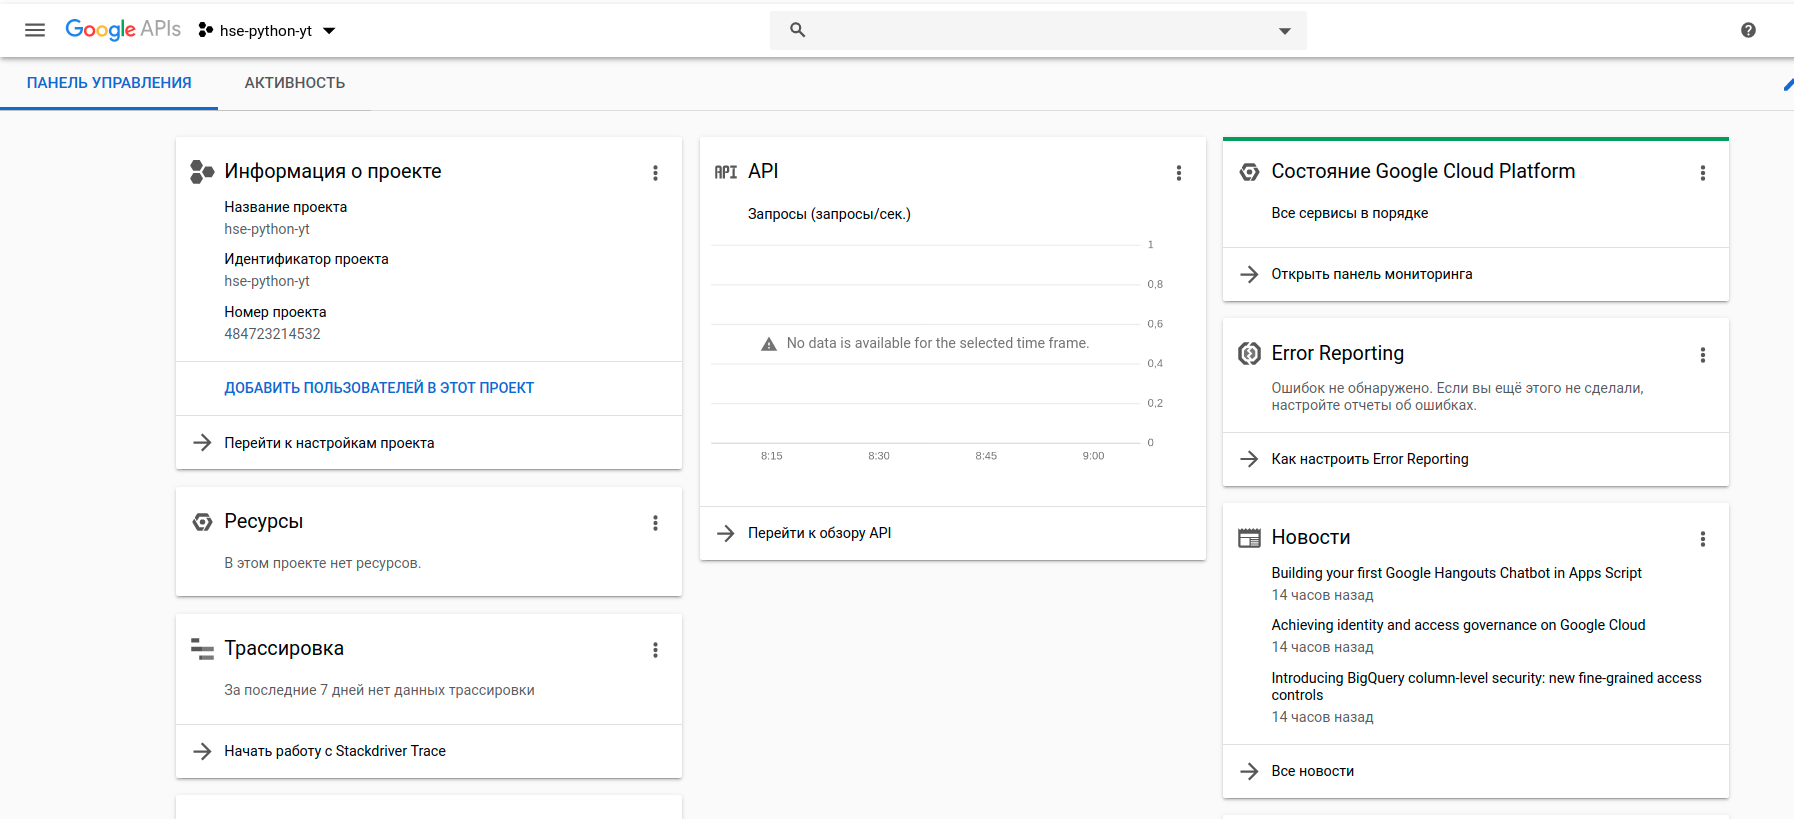 Google APIs
hse-python-yt
ПАНЕЛЬ УПРАВЛЕНИЯ
АКТИВНОСТЬ
Информация о проекте
Название проекта
hse-python-yt
Идентификатор проекта
hse-python-yt
Номер проекта
484723214532
ДОБАВИТЬ ПОЛЬЗОВАТЕЛЕЙ В ЭТОТ ПРОЕКТ
Перейти к настройкам проекта
Ресурсы
В этом проекте нет ресурсов.
Трассировка
За последние 7 дней нет данных трассировки
Начать работу с Stackdriver Trace
API
API
Запросы (запросы/сек.)
1
0,8
0,6
No data is available for the selected time frame.
0,4
0,2
0
8:15
8:30
8:45
9:00
Перейти к обзору API
Состояние Google Cloud Platform
Все сервисы в порядке
Открыть панель мониторинга
Error Reporting
Ошибок не обнаружено. Если вы ещё этого не сделали,
настройте отчеты об ошибках.
Как настроить Error Reporting
Новости
Building your first Google Hangouts Chatbot in Apps Script
14 часов назад
Achieving identity and access governance on Google Cloud
14 часов назад
Introducing BigQuery column-level security: new fine-grained access
controls
14 часов назад
Все новости